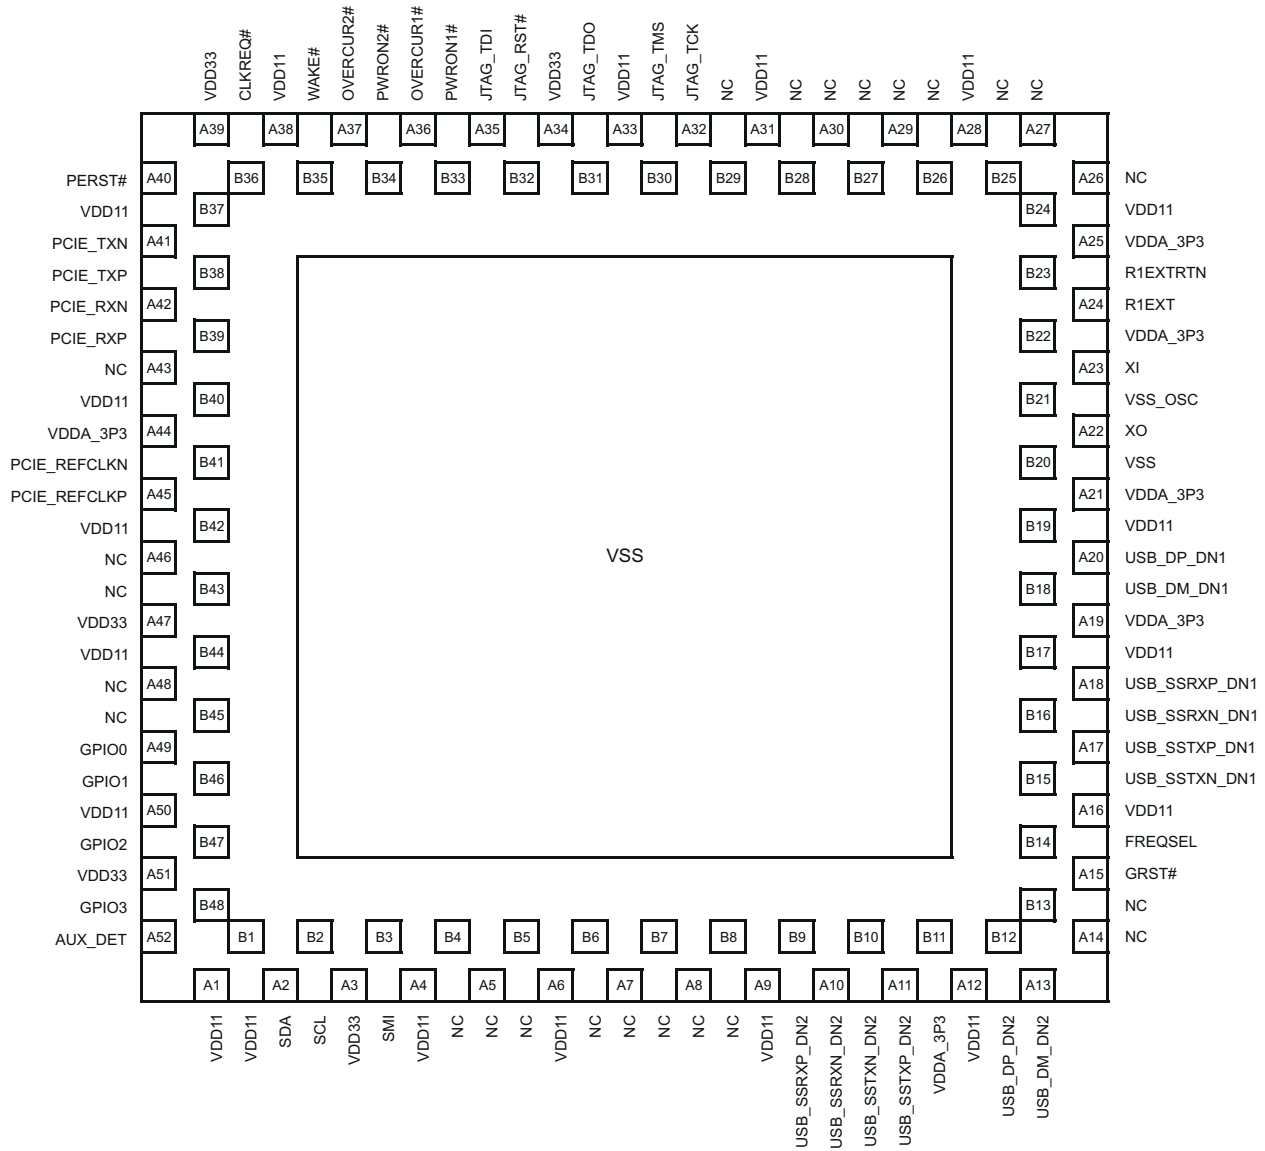 VDD33
CLKREQ#
VDD11
WAKE#
OVERCUR2#
PWRON2#
OVERCUR1#
PWRON1#
JTAG_TDI
JTAG_RST#
VDD33
JTAG_TDO
VDD11
JTAG_TMS
JTAG_TCK
NC
VDD11
NC
NC
NC
NC
NC
VDD11
NC
NC
A39 A38 A37 A36 A35 A34 A33 A32 A31 A30 A29 A28 A27
PERST# A40 B36 B35 B34 B33 B32 B31 B30 B29 B28 B27 B26 B25 A26 NC
VDD11 B37 B24 VDD11
PCIE_TXN A41 A25 VDDA_3P3
PCIE_TXP B38 B23 R1EXTRTN
PCIE_RXN A42 A24 R1EXT
PCIE_RXP B39 B22 VDDA_3P3
NC A43 A23 XI
VDD11 B40 B21 VSS_OSC
VDDA_3P3 A44 A22 XO
PCIE_REFCLKN B41 B20 VSS
PCIE_REFCLKP A45 A21 VDDA_3P3
VDD11 B42 B19 VDD11
NC A46 VSS A20 USB_DP_DN1
NC B43 B18 USB_DM_DN1
VDD33 A47 A19 VDDA_3P3
VDD11 B44 B17 VDD11
NC A48 A18 USB_SSRXP_DN1
NC B45 B16 USB_SSRXN_DN1
GPIO0 A49 A17 USB_SSTXP_DN1
GPIO1 B46 B15 USB_SSTXN_DN1
VDD11 A50 A16 VDD11
GPIO2 B47 B14 FREQSEL
VDD33 A51 A15 GRST#
GPIO3 B48 B13 NC
AUX_DET A52 B1 B2 B3 B4 B5 B6 B7 B8 B9 B10 B11 B12 A14 NC
A1 A2 A3 A4 A5 A6 A7 A8 A9 A10 A11 A12 A13
VDD11
VDD11
SDA
SCL
VDD33
SMI
VDD11
NC
NC
NC
VDD11
NC
NC
NC
NC
NC
VDD11
USB_SSRXP_DN2
USB_SSRXN_DN2
USB_SSTXN_DN2
USB_SSTXP_DN2
VDDA_3P3
VDD11
USB_DP_DN2
USB_DM_DN2